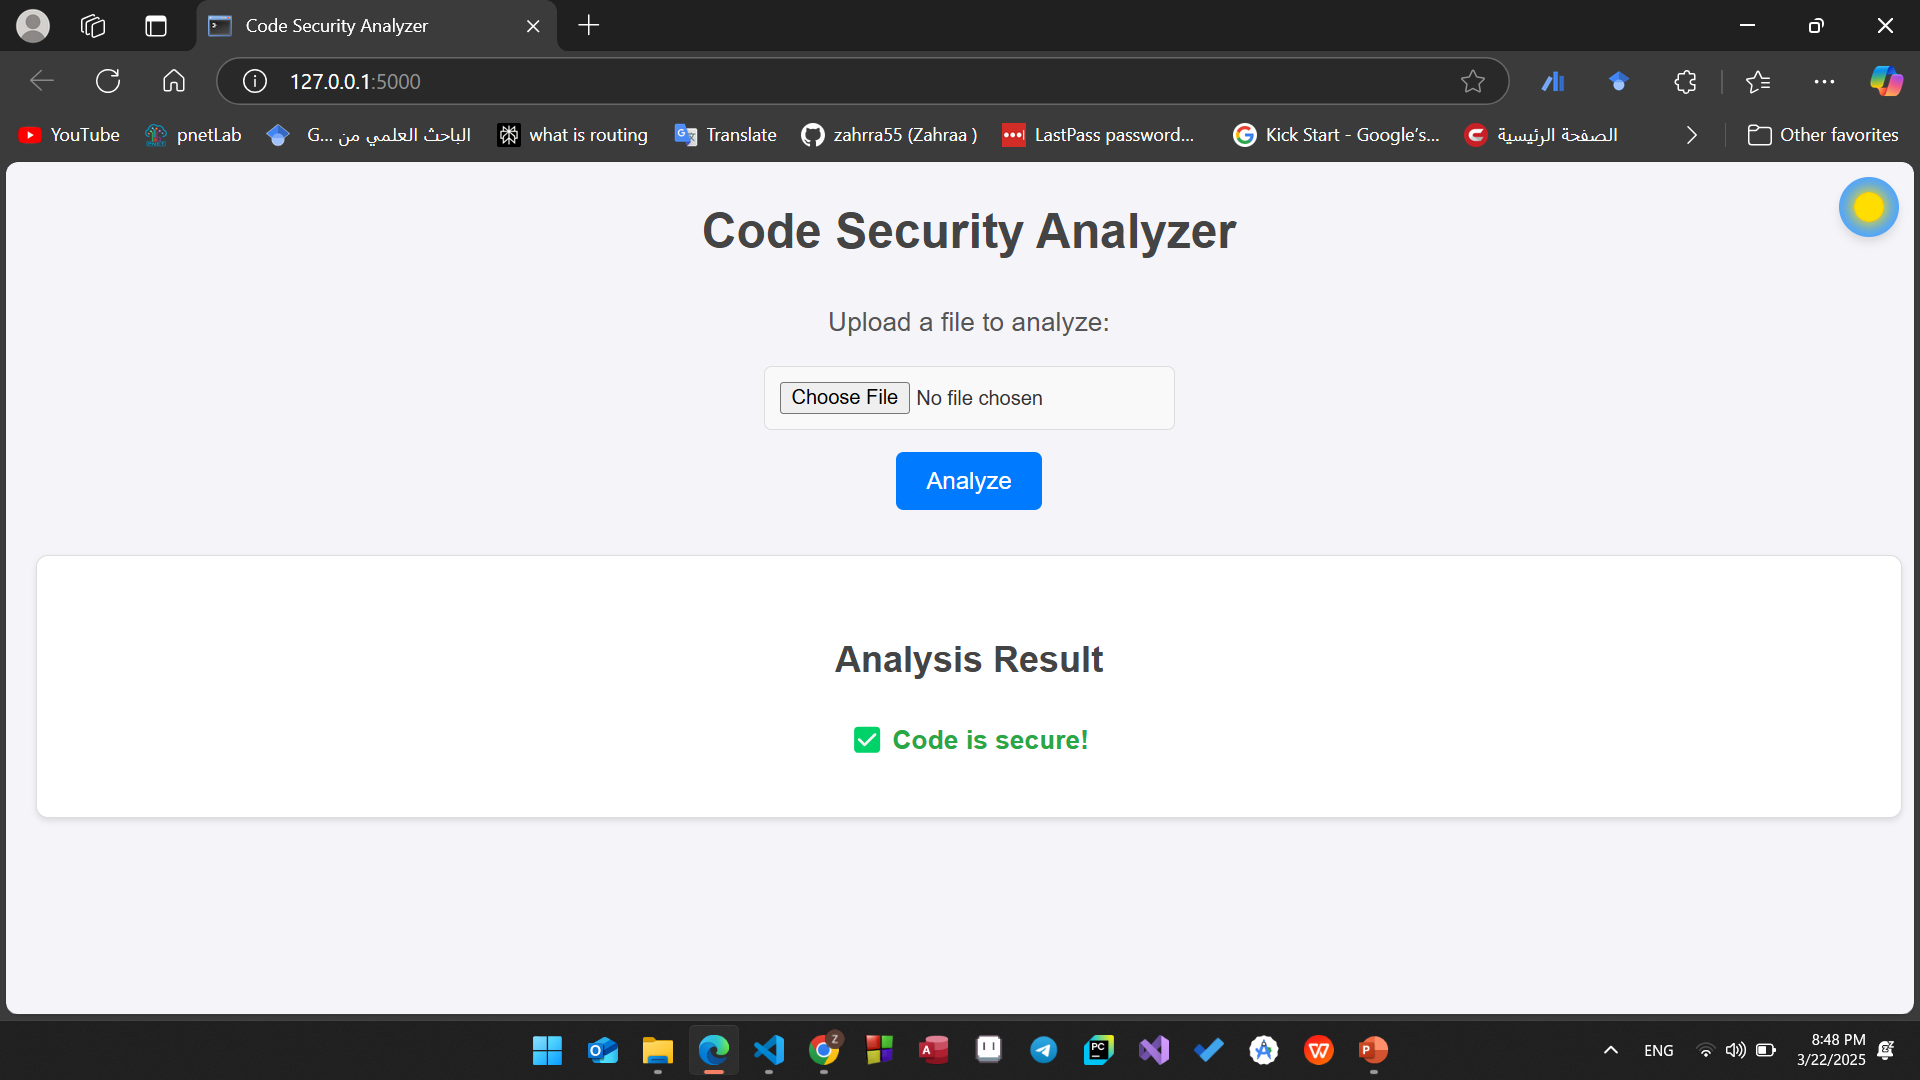 Code Security Analyzer
127.0.0.1:5000
YouTube
pnetLab
الباحث العلمي من G...
what is routing
Translate
zahrra55 (Zahraa )
LastPass password...
Kick Start - Google's...
الصفحة الرئيسية
Other favorites
Code Security Analyzer
Upload a file to analyze:
Choose File No file chosen
Analyze
Analysis Result
Code is secure!
ENG
8:48 PM
3/22/2025